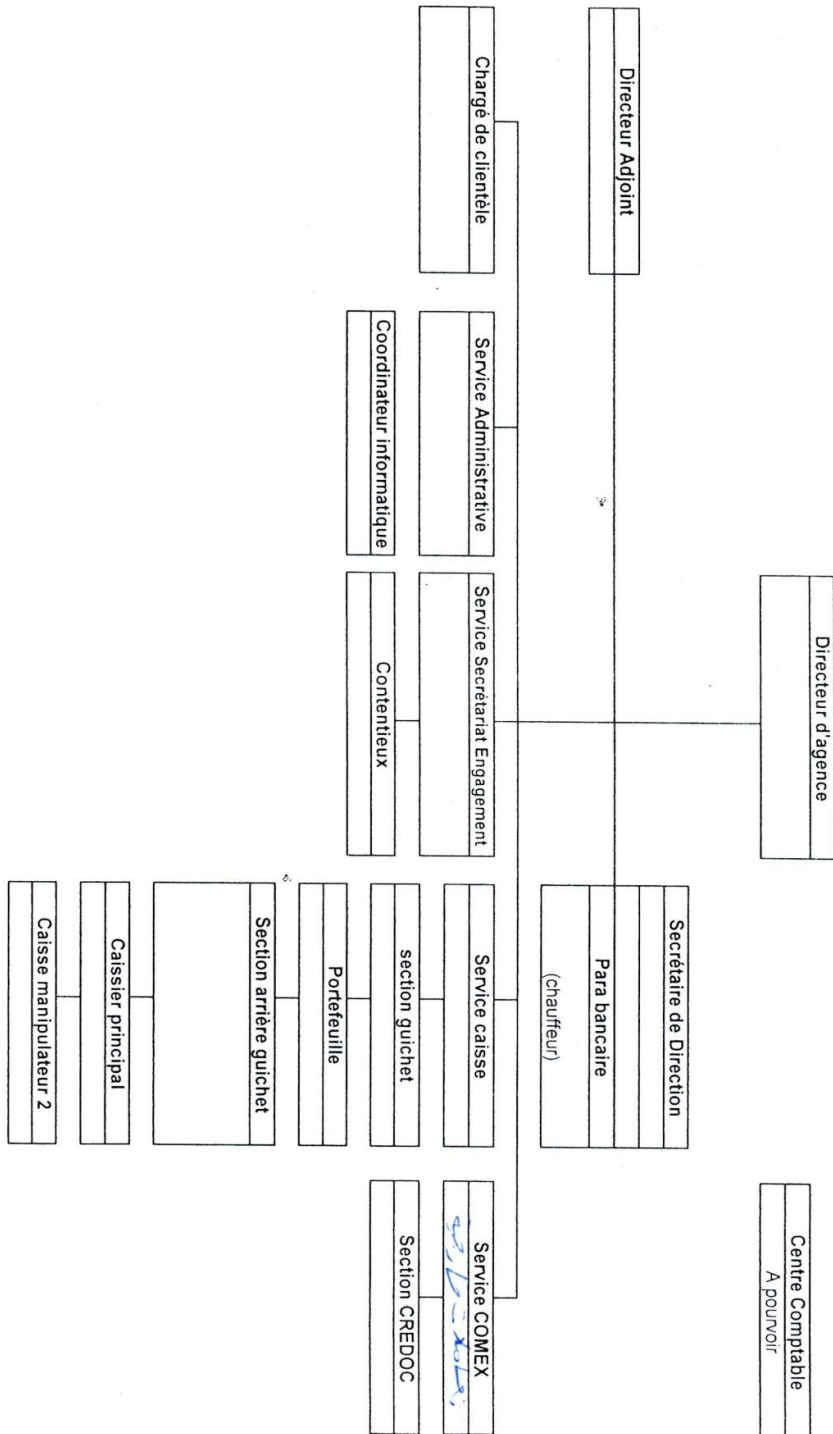 Directeur d'agence
Centre Comptable
A pourvoir
Directeur Adjoint
Secrétaire de Direction
Para bancaire
(chauffeur)
Chargé de clientèle
Service Administrative
Service Secrétariat Engagement
Service caisse
Service COMEX
Coordinateur informatique
Contentieux
section guichet
Section CREDOC
Portefeuille
Section arrière guichet
Caissier principal
Caisse manipulateur 2